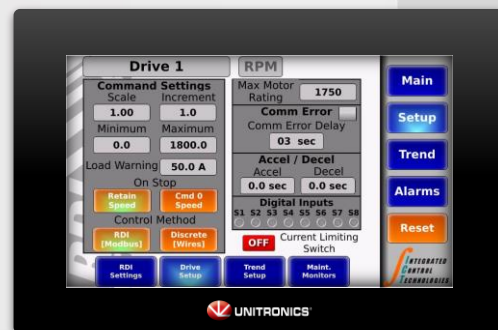 Drive 1
RPM
Command Settings
Scale Increment
1.00 1.0
Minimum Maximum
0.0 1800.0
Load Warning 50.0 A
On Stop
Retain Speed
Cmd 0 Speed
Control Method
RDI [Modbus]
Discrete [Wires]
Max Motor Rating 1750
Comm Error
Comm Error Delay
03 sec
Accel / Decel
Accel Decel
0.0 sec 0.0 sec
Digital Inputs
S1 S2 S3 S4 S5 S6 S7 S8
OFF Current Limiting Switch
Main
Setup
Trend
Alarms
Reset
RDI Settings
Drive Setup
Trend Setup
Maint. Monitors
INTEGRATED
CONTROL
TECHNOLOGIES
UNITRONICS